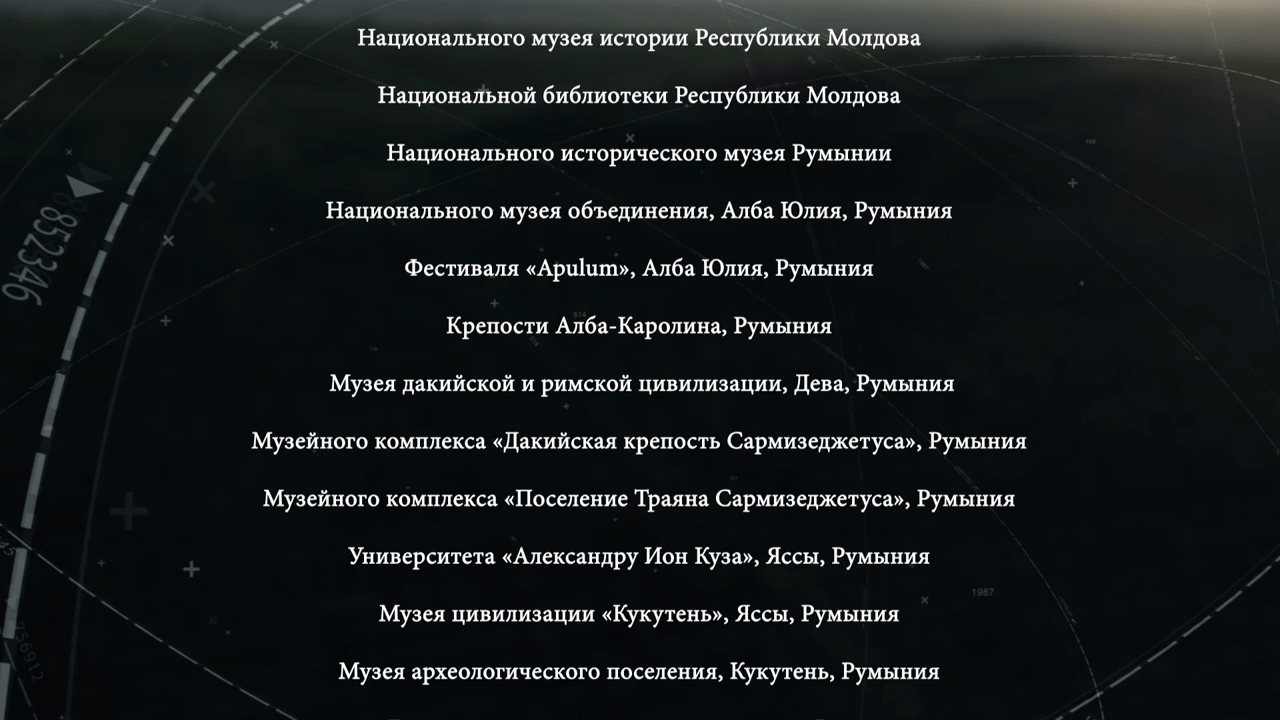 Национального музея истории Республики Молдова
Национальной библиотеки Республики Молдова
Национального исторического музея Румынии
Национального музея объединения, Алба Юлия, Румыния
Фестиваля «Apulum», Алба Юлия, Румыния
Крепости Алба-Каролина, Румыния
Музея дакийской и римской цивилизации, Дева, Румыния
Музейного комплекса «Дакийская крепость Сармизеджетуса», Румыния
Музейного комплекса «Поселение Траяна Сармизеджетуса», Румыния
Университета «Александру Ион Куза», Яссы, Румыния
Музея цивилизации «Кукутень», Яссы, Румыния
Музея археологического поселения, Кукутень, Румыния
852346
1987
756912